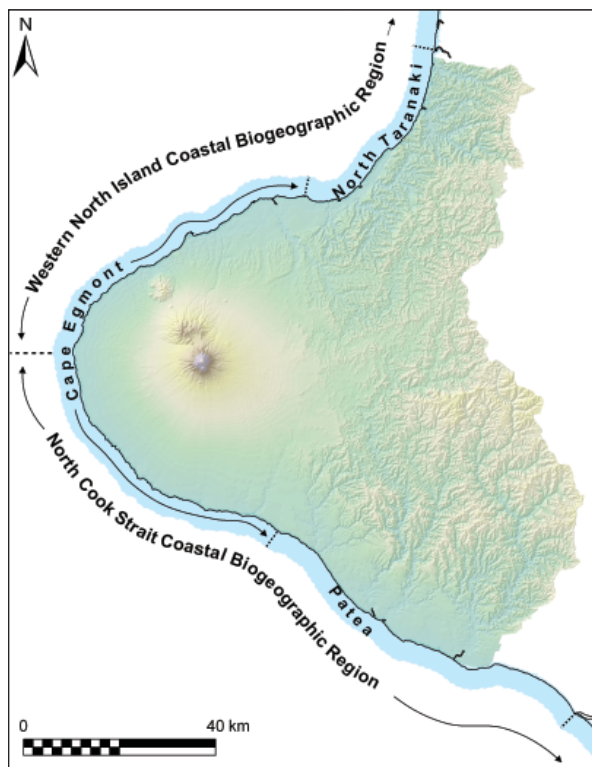 N
Western North Island Coastal Biogeographic Region
North Taranaki
Cape Egmont
North Cook Strait Coastal Biogeographic Region
Patea
0 40 km